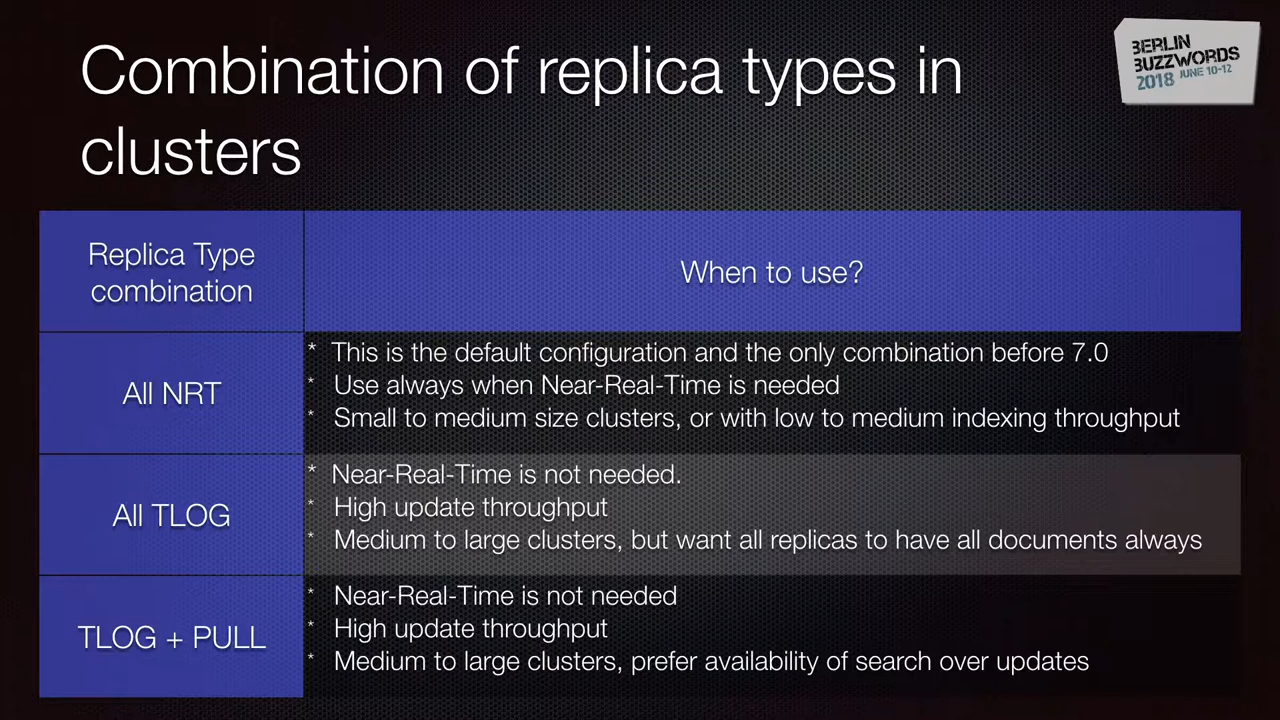 Combination of replica types in
clusters
BERLIN
BUZZWORDS
2018 JUNE 10-12
Replica Type
combination
When to use?
All NRT
* This is the default configuration and the only combination before 7.0
* Use always when Near-Real-Time is needed
* Small to medium size clusters, or with low to medium indexing throughput
All TLOG
* Near-Real-Time is not needed.
* High update throughput
* Medium to large clusters, but want all replicas to have all documents always
TLOG + PULL
* Near-Real-Time is not needed
* High update throughput
* Medium to large clusters, prefer availability of search over updates